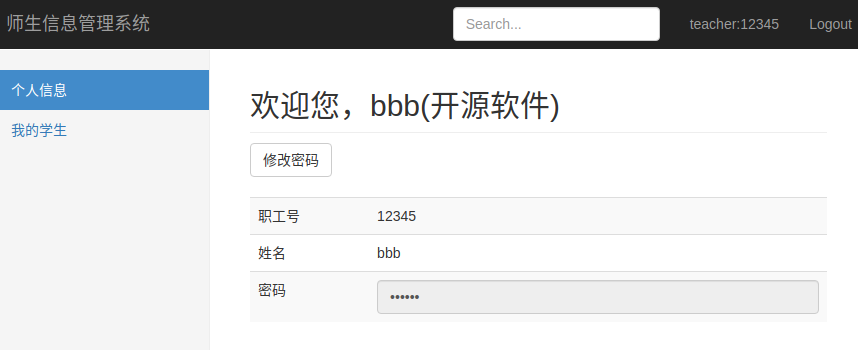 师生信息管理系统 Search... teacher:12345 Logout
个人信息
我的学生
欢迎您，bbb(开源软件)
修改密码
职工号 12345
姓名 bbb
密码 ••••••